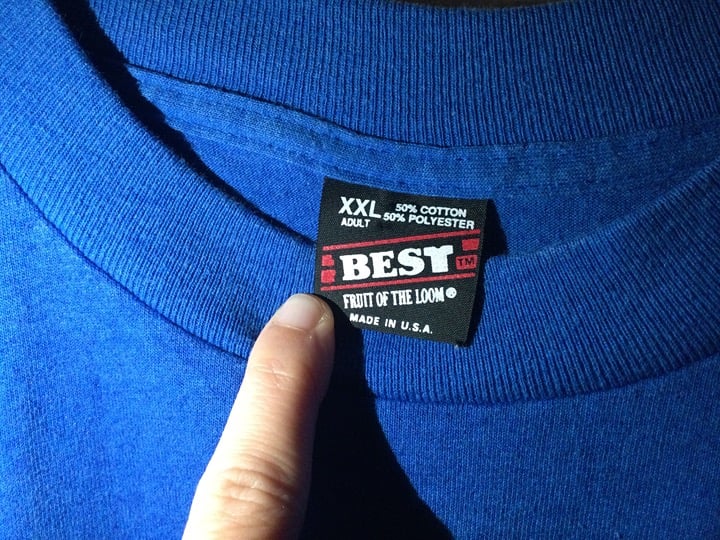 XXL 50% COTTON
ADULT 50% POLYESTER
BEST TM
FRUIT OF THE LOOM®
MADE IN U.S.A.